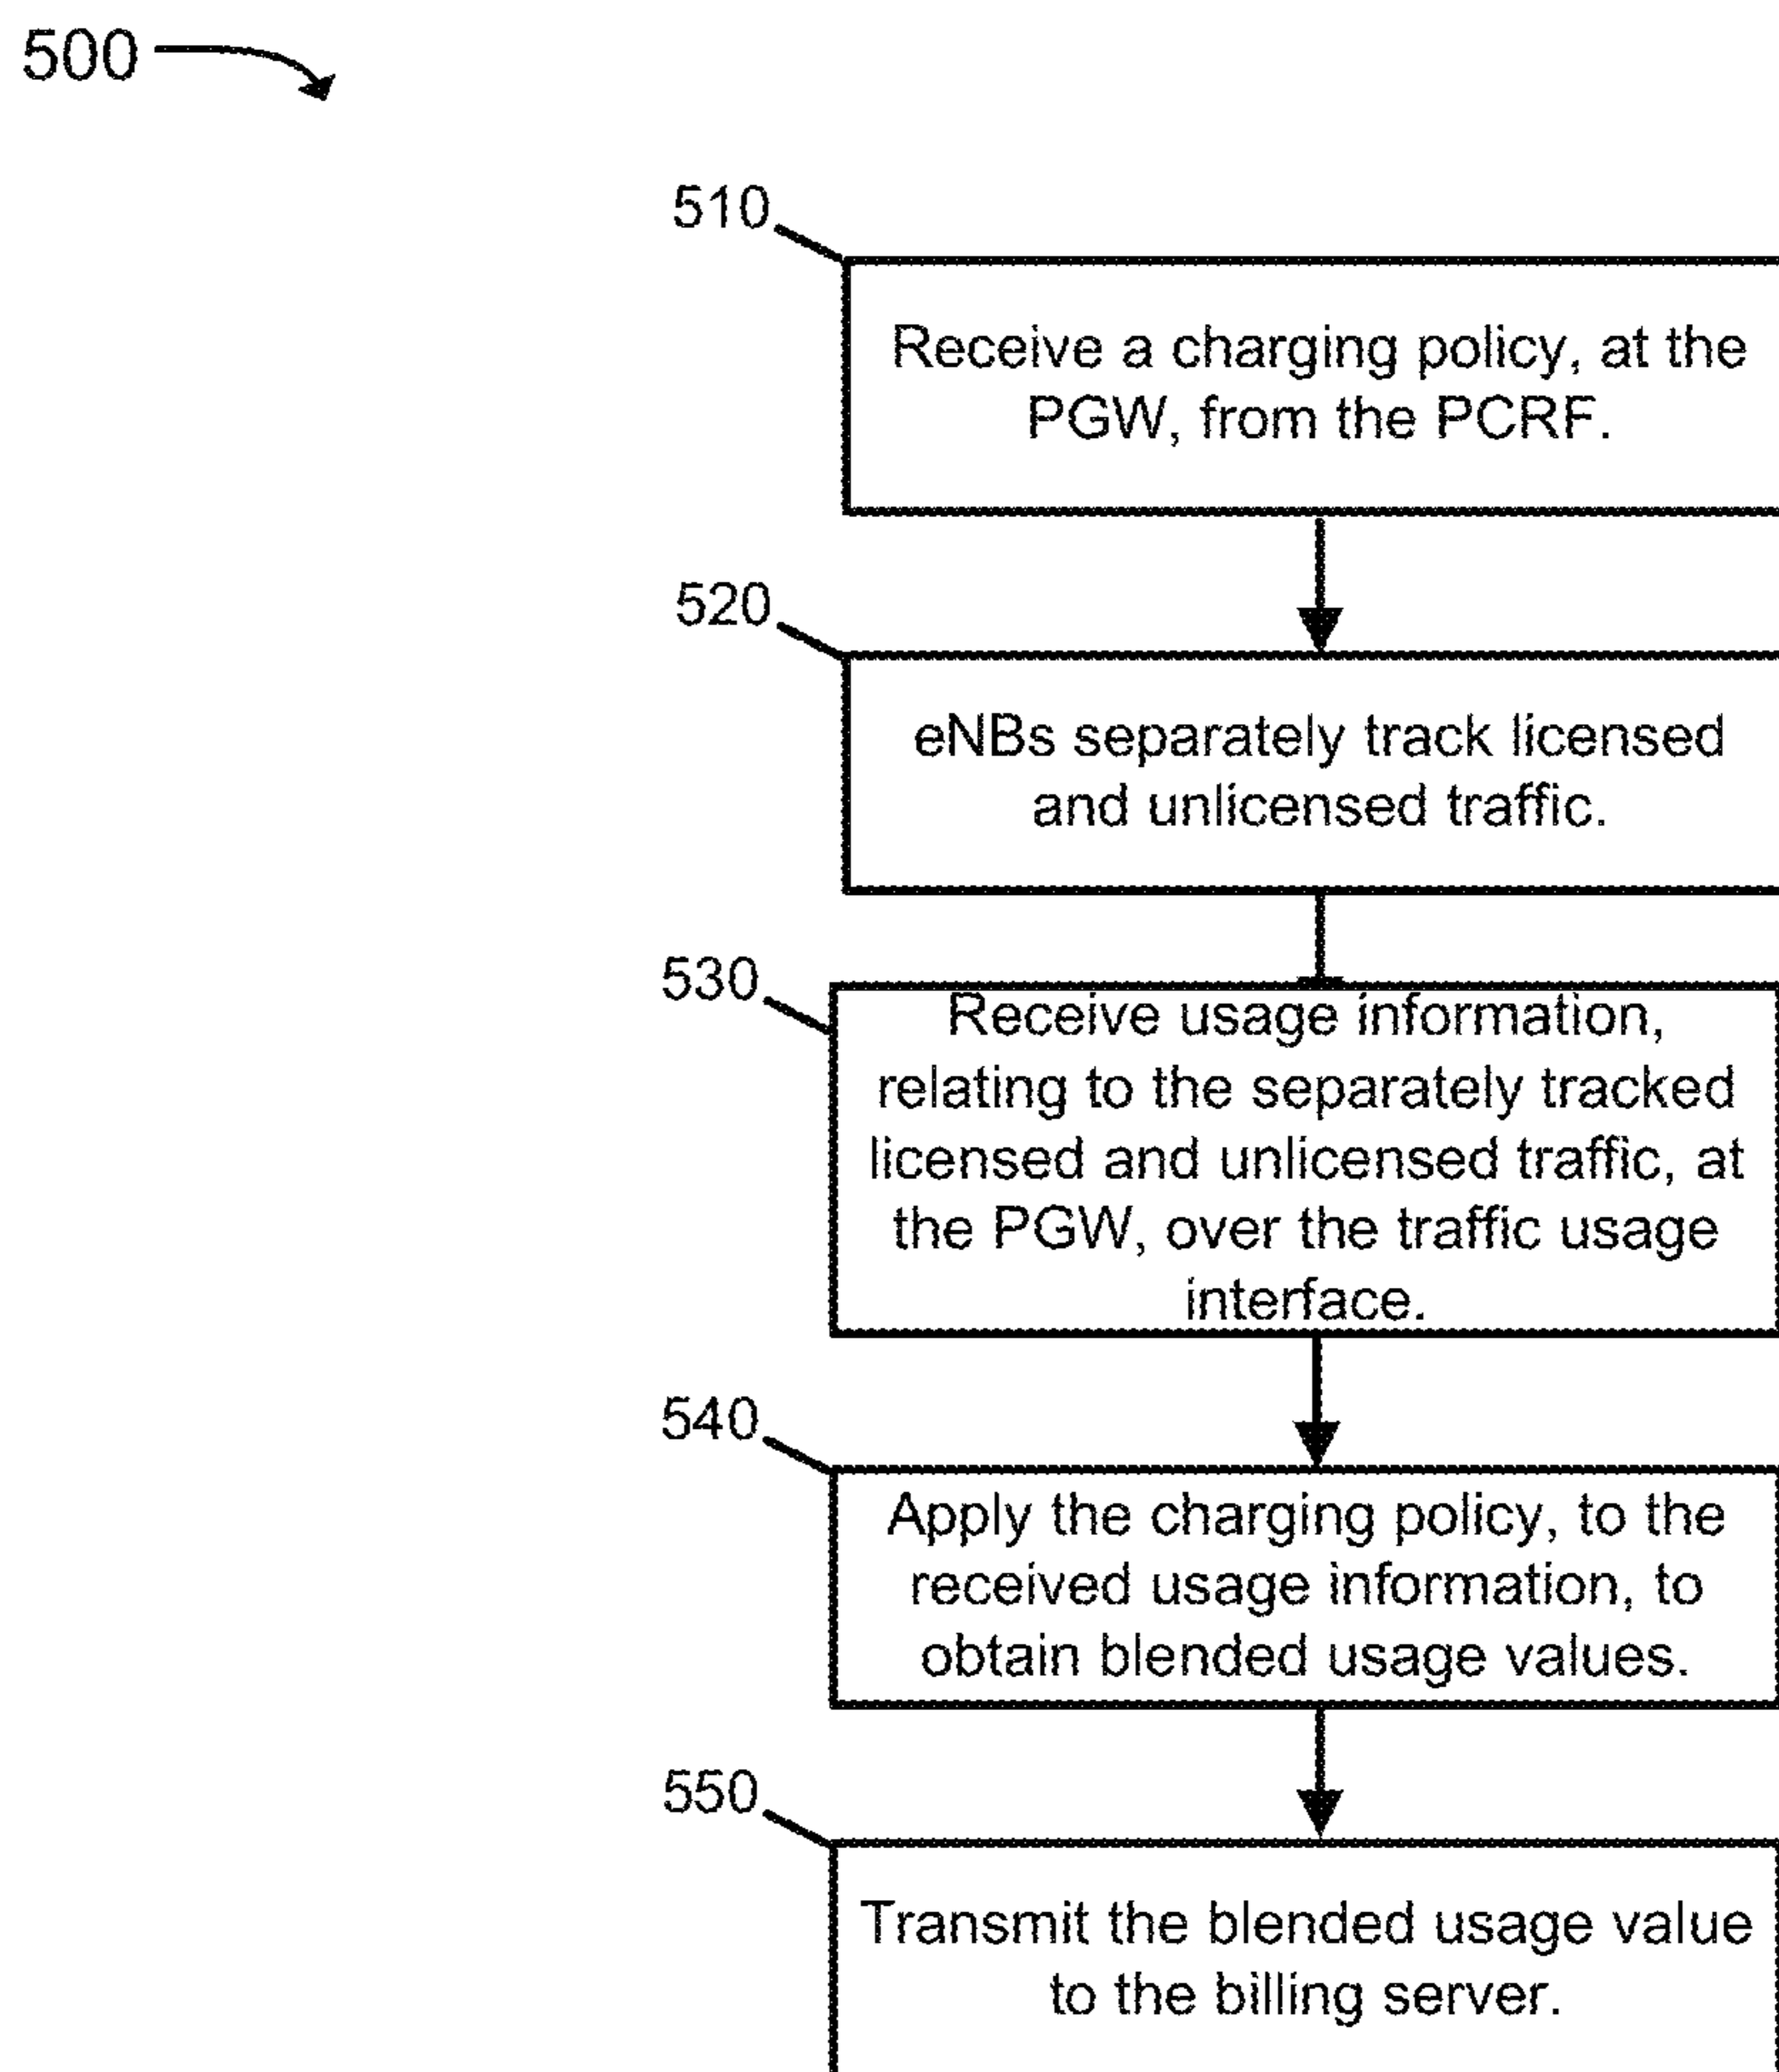 500
510
Receive a charging policy, at the
PGW, from the PCRF.
520
eNBs separately track licensed
and unlicensed traffic.
530
Receive usage information,
relating to the separately tracked
licensed and unlicensed traffic, at
the PGW, over the traffic usage
interface.
540
Apply the charging policy, to the
received usage information, to
obtain blended usage values.
550
Transmit the blended usage value
to the billing server.